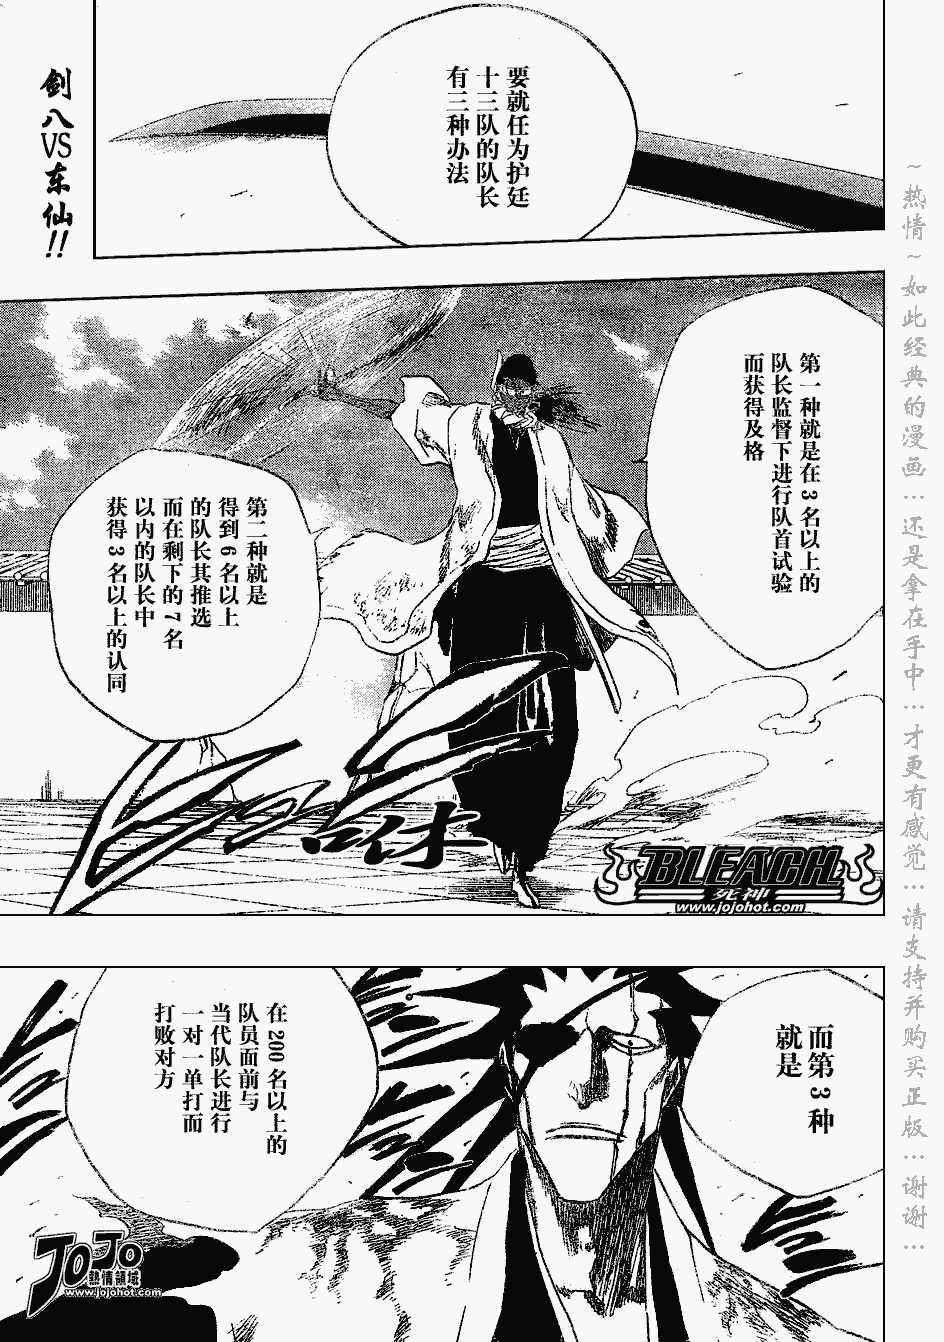 要就任为护廷
十三队的队长
有三种办法
剑八VS东仙!!
第一种就是在3名以上的
队长监督下进行队首试验
而获得及格
第二种就是
得到6名以上
的队长其推选
而在剩下的7名
以内的队长中
获得3名以上的认同
BLEACH
死神
www.jojohot.com
而第3种
就是
在200名以上的
队员面前与
当代队长进行
一对一单打而
打败对方
JOJO
熱情領域
www.jojohot.com
~热情~如此经典的漫画…还是拿在手中…才更有感觉…请支持并购买正版…谢谢…